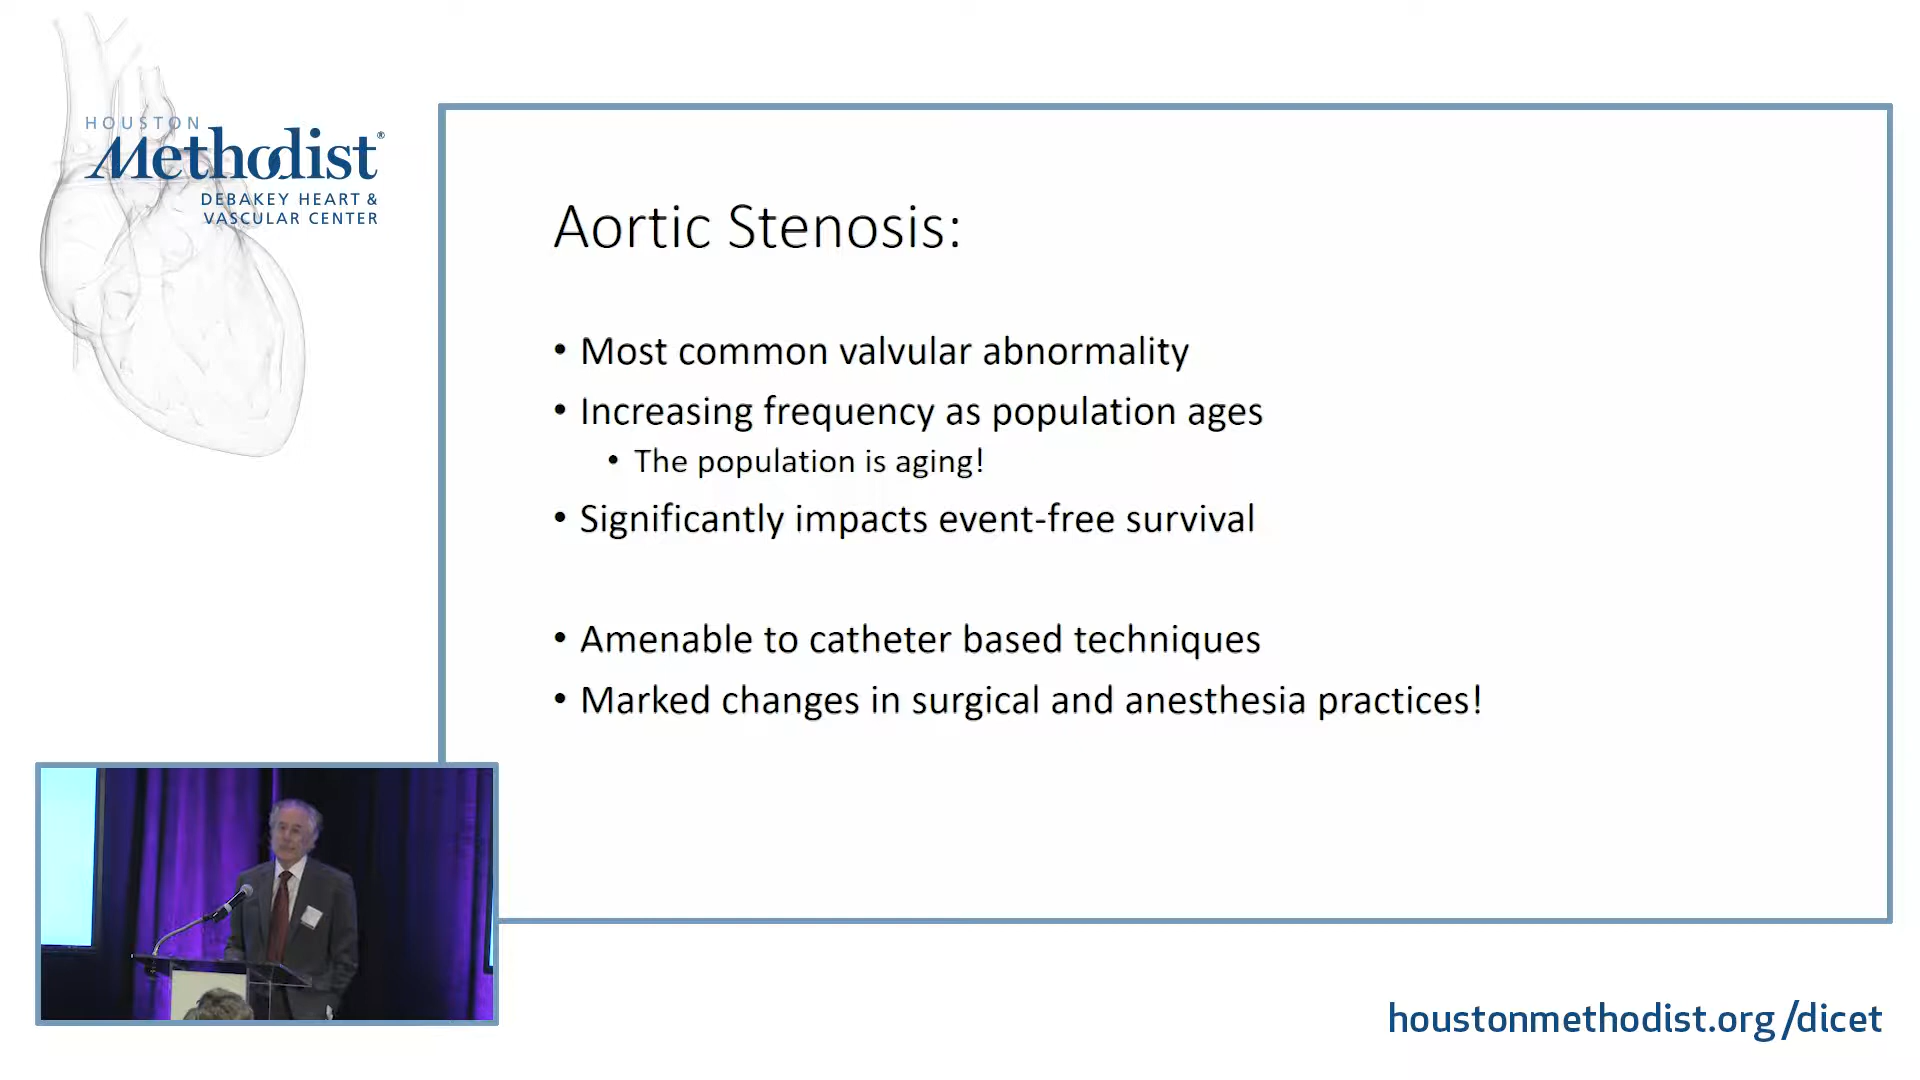 HOUSTON
Methodist®
DEBAKEY HEART &
VASCULAR CENTER
Aortic Stenosis:
• Most common valvular abnormality
• Increasing frequency as population ages
• The population is aging!
• Significantly impacts event-free survival
• Amenable to catheter based techniques
• Marked changes in surgical and anesthesia practices!
houstonmethodist.org/dicet